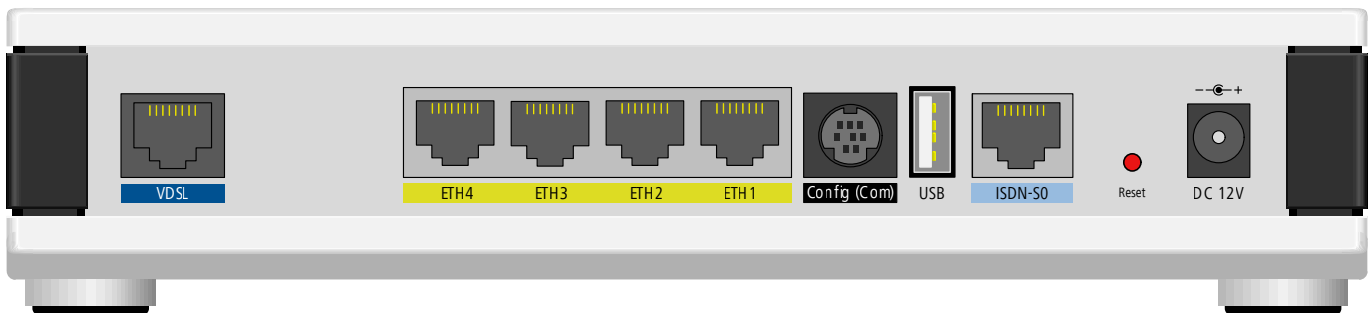 VDSL
ETH4
ETH3
ETH2
ETH1
Config (Com)
USB
ISDN-S0
Reset
DC 12V